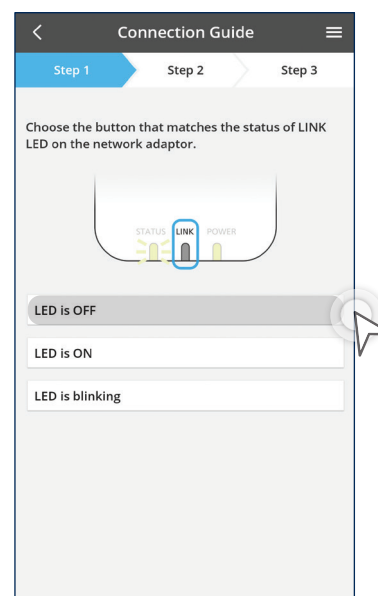 Connection Guide
Step 1 Step 2 Step 3
Choose the button that matches the status of LINK
LED on the network adaptor.
STATUS LINK POWER
LED is OFF
LED is ON
LED is blinking